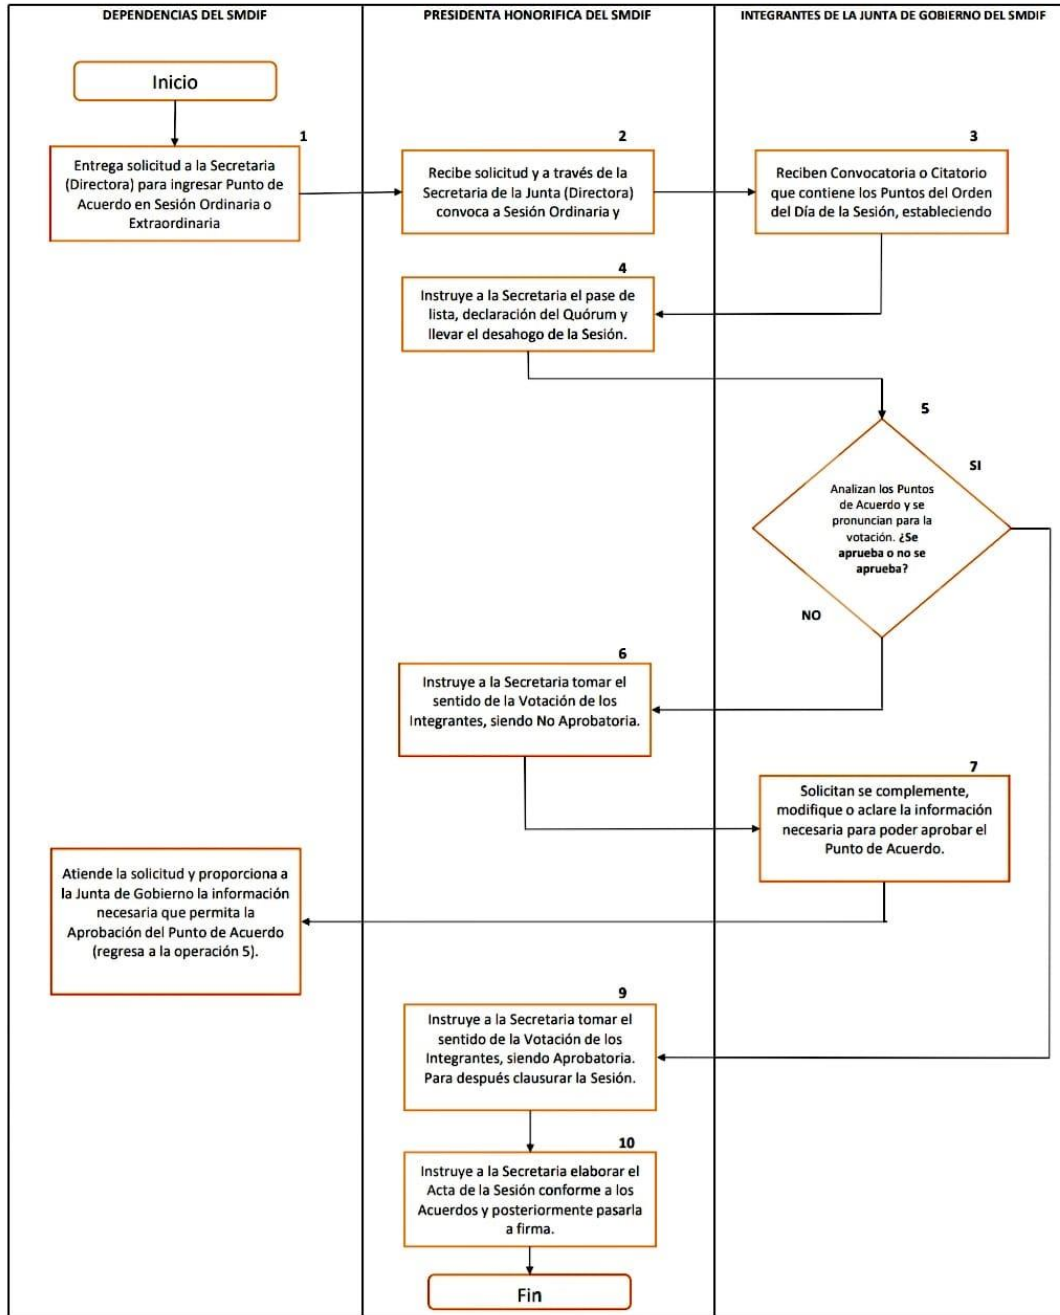 DEPENDENCIAS DEL SMDIF
PRESIDENTA HONORIFICA DEL SMDIF
INTEGRANTES DE LA JUNTA DE GOBIERNO DEL SMDIF
Inicio
1
Entrega solicitud a la Secretaria
(Directora) para ingresar Punto de
Acuerdo en Sesión Ordinaria o
Extraordinaria
2
Recibe solicitud y a través de la
Secretaria de la Junta (Directora)
convoca a Sesión Ordinaria y
3
Reciben Convocatoria o Citatorio
que contiene los Puntos del Orden
del Día de la Sesión, estableciendo
4
Instruye a la Secretaria el pase de
lista, declaración del Quórum y
llevar el desahogo de la Sesión.
5
SI
Analizan los Puntos
de Acuerdo y se
pronuncian para la
votación. ¿Se
aprueba o no se
aprueba?
NO
6
Instruye a la Secretaria tomar el
sentido de la Votación de los
Integrantes, siendo No Aprobatoria.
7
Solicitan se complemente,
modifique o aclare la información
necesaria para poder aprobar el
Punto de Acuerdo.
Atiende la solicitud y proporciona a
la Junta de Gobierno la información
necesaria que permita la
Aprobación del Punto de Acuerdo
(regresa a la operación 5).
9
Instruye a la Secretaria tomar el
sentido de la Votación de los
Integrantes, siendo Aprobatoria.
Para después clausurar la Sesión.
10
Instruye a la Secretaria elaborar el
Acta de la Sesión conforme a los
Acuerdos y posteriormente pasarla
a firma.
Fin